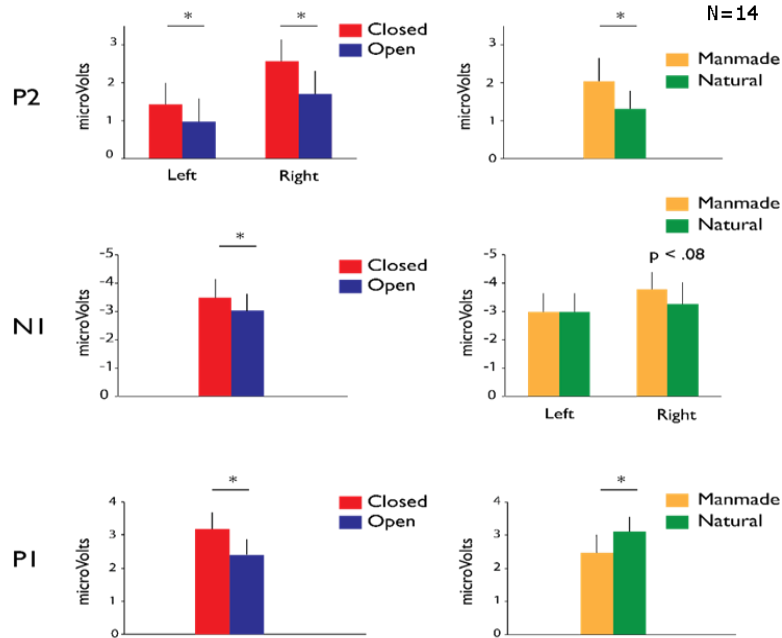 N=14
P2
microVolts
3
2
1
0
* *
Closed
Open
Left Right
microVolts
3
2
1
0
*
Manmade
Natural
N1
microVolts
-5
-4
-3
-2
-1
0
*
Closed
Open
Manmade
Natural
microVolts
-5
-4
-3
-2
-1
0
p < .08
Left Right
P1
microVolts
4
3
2
1
0
*
Closed
Open
microVolts
4
3
2
1
0
*
Manmade
Natural